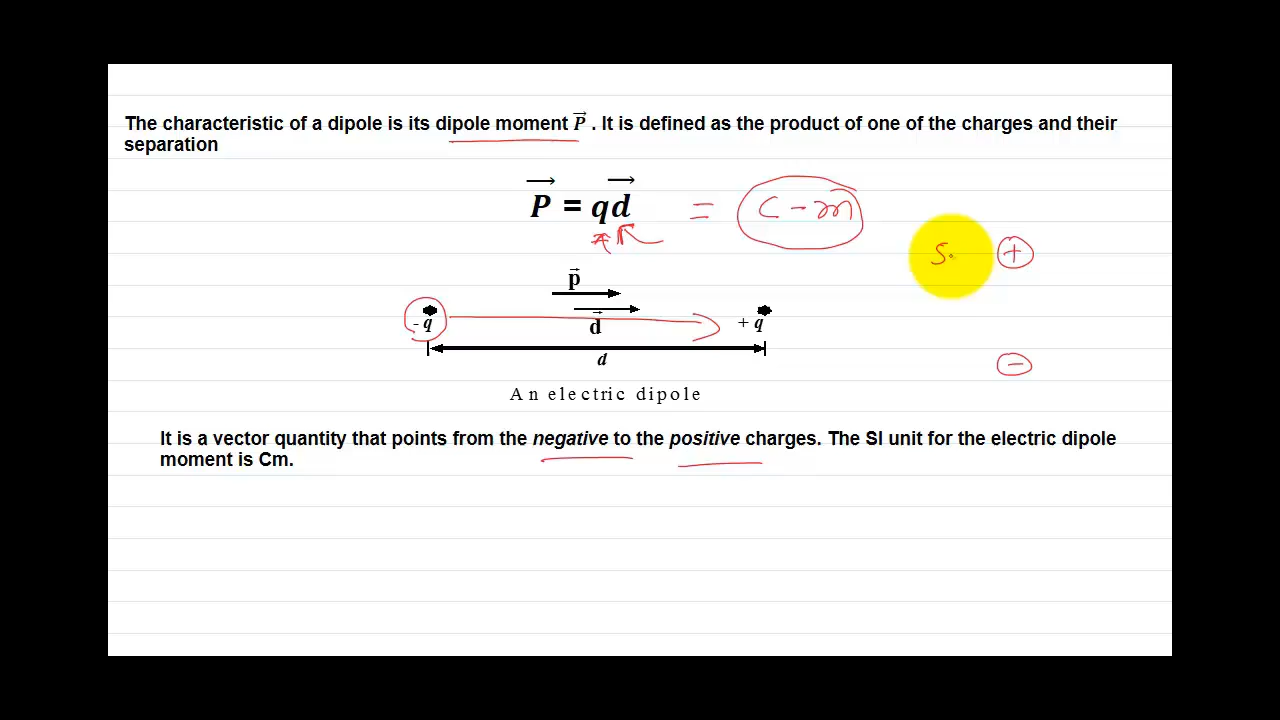 The characteristic of a dipole is its dipole moment P⃗ . It is defined as the product of one of the charges and their
separation
P⃗ = qd⃗ = C - m
+
5.
p⃗
- q d⃗ + q
d
−
An electric dipole
It is a vector quantity that points from the negative to the positive charges. The SI unit for the electric dipole
moment is Cm.